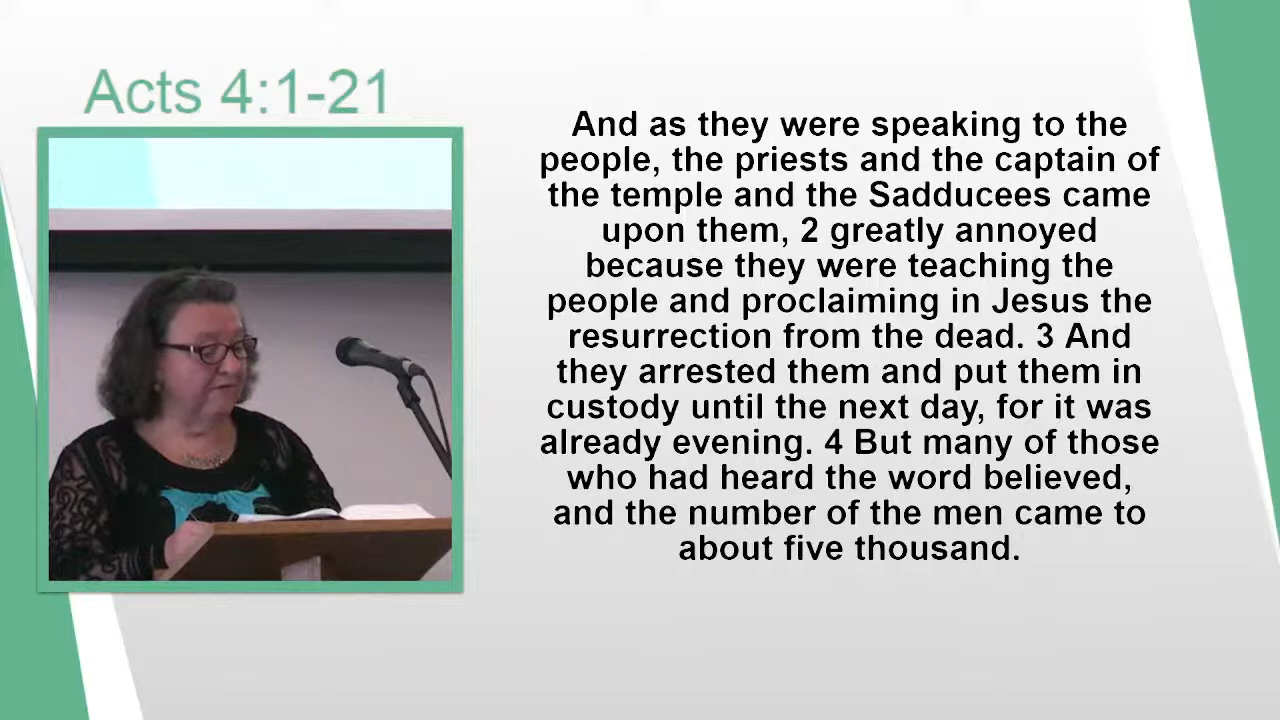 Acts 4:1-21
And as they were speaking to the
people, the priests and the captain of
the temple and the Sadducees came
upon them, 2 greatly annoyed
because they were teaching the
people and proclaiming in Jesus the
resurrection from the dead. 3 And
they arrested them and put them in
custody until the next day, for it was
already evening. 4 But many of those
who had heard the word believed,
and the number of the men came to
about five thousand.